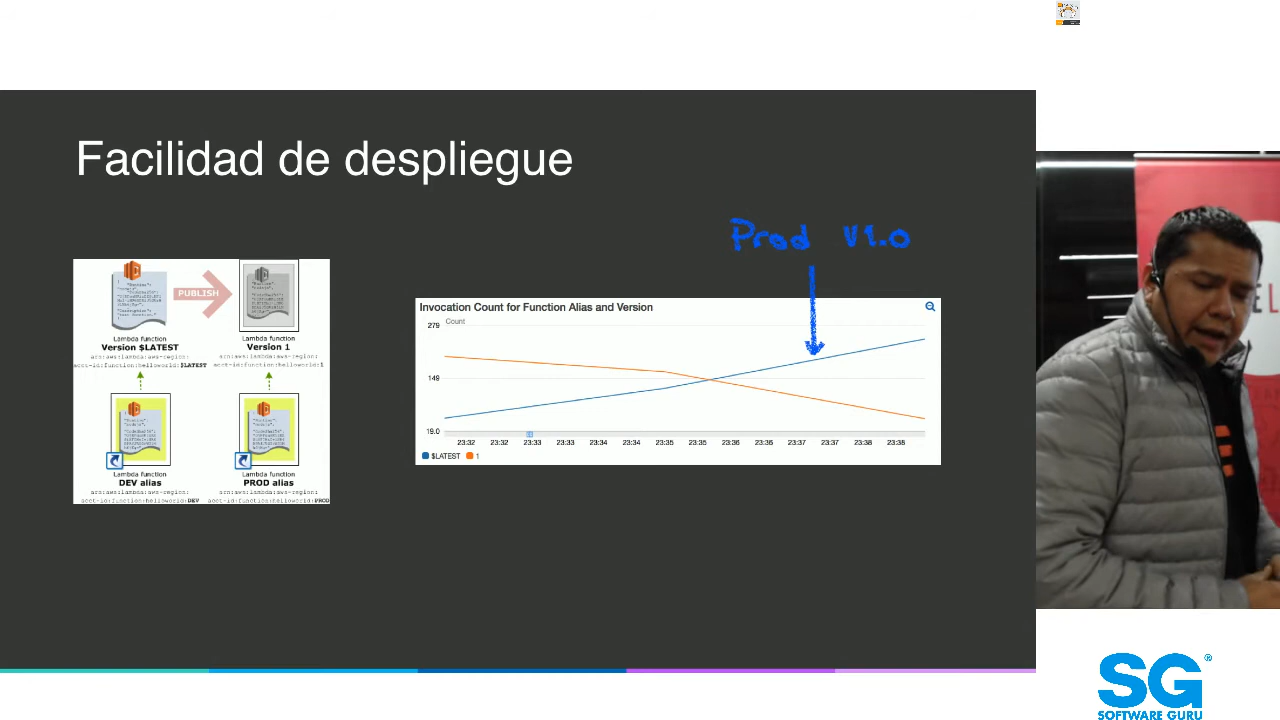 Facilidad de despliegue
Prod V1.0
PUBLISH
Lambda function
Version $LATEST
arn:aws:lambda:aws-region:
acct-id:function:helloworld:$LATEST
Lambda function
Version 1
arn:aws:lambda:aws-region:
acct-id:function:helloworld:1
Lambda function
DEV alias
arn:aws:lambda:aws-region:
acct-id:function:helloworld:DEV
Lambda function
PROD alias
arn:aws:lambda:aws-region:
acct-id:function:helloworld:PROD
Invocation Count for Function Alias and Version
Count
279
149
19.0
23:32 23:32 23:33 23:33 23:34 23:34 23:35 23:35 23:36 23:36 23:37 23:37 23:38 23:38
$LATEST 1
SG®
SOFTWARE GURU